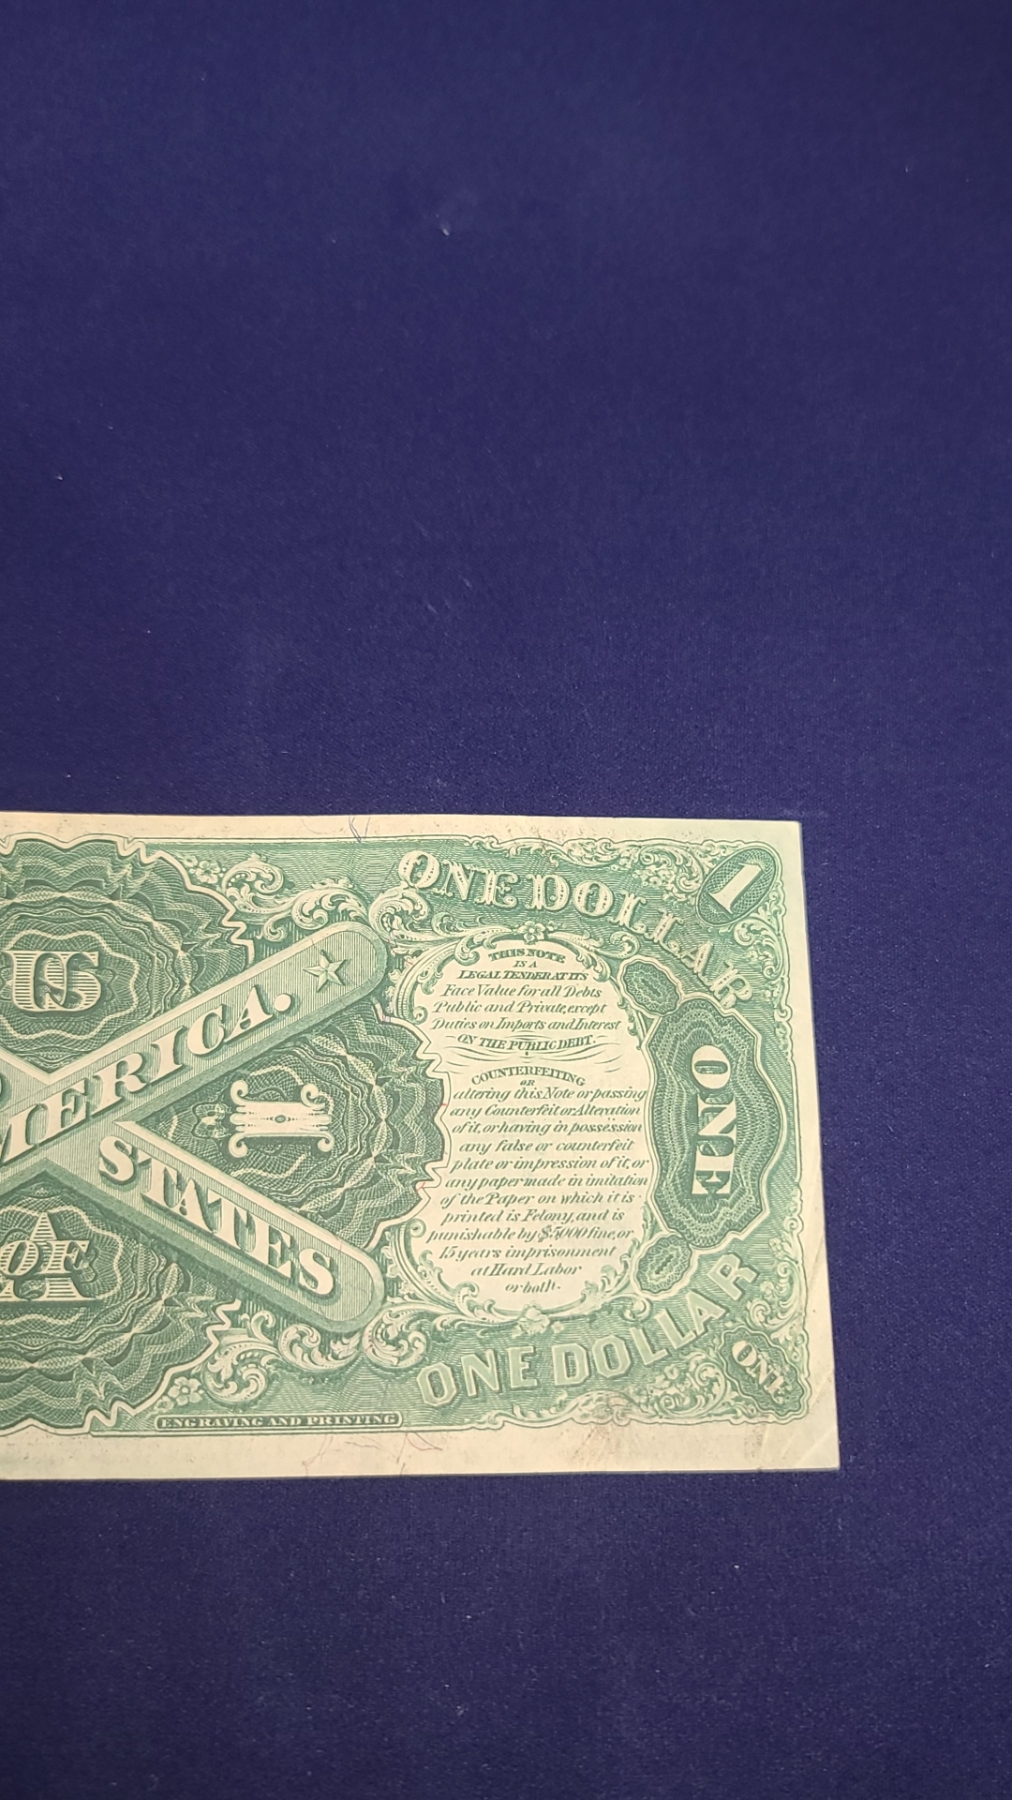 ONE DOLLAR
1
US
MERICA.
THIS NOTE
IS A
LEGAL TENDER AT ITS
Face Value for all Debts
Public and Private, except
Duties on Imports and Interest
ON THE PUBLIC DEBT.
COUNTERFEITING
OR
altering this Note or passing
any Counterfeit or Alteration
of it, or having in possession
any false or counterfeit
plate or impression of it, or
any paper made in imitation
of the Paper on which it is
printed is Felony, and is
punishable by $5000 fine, or
15 years imprisonment
at Hard Labor
or both.
I
ONE
STATES
OF
A
ONE DOLLAR
ONE
ENGRAVING AND PRINTING